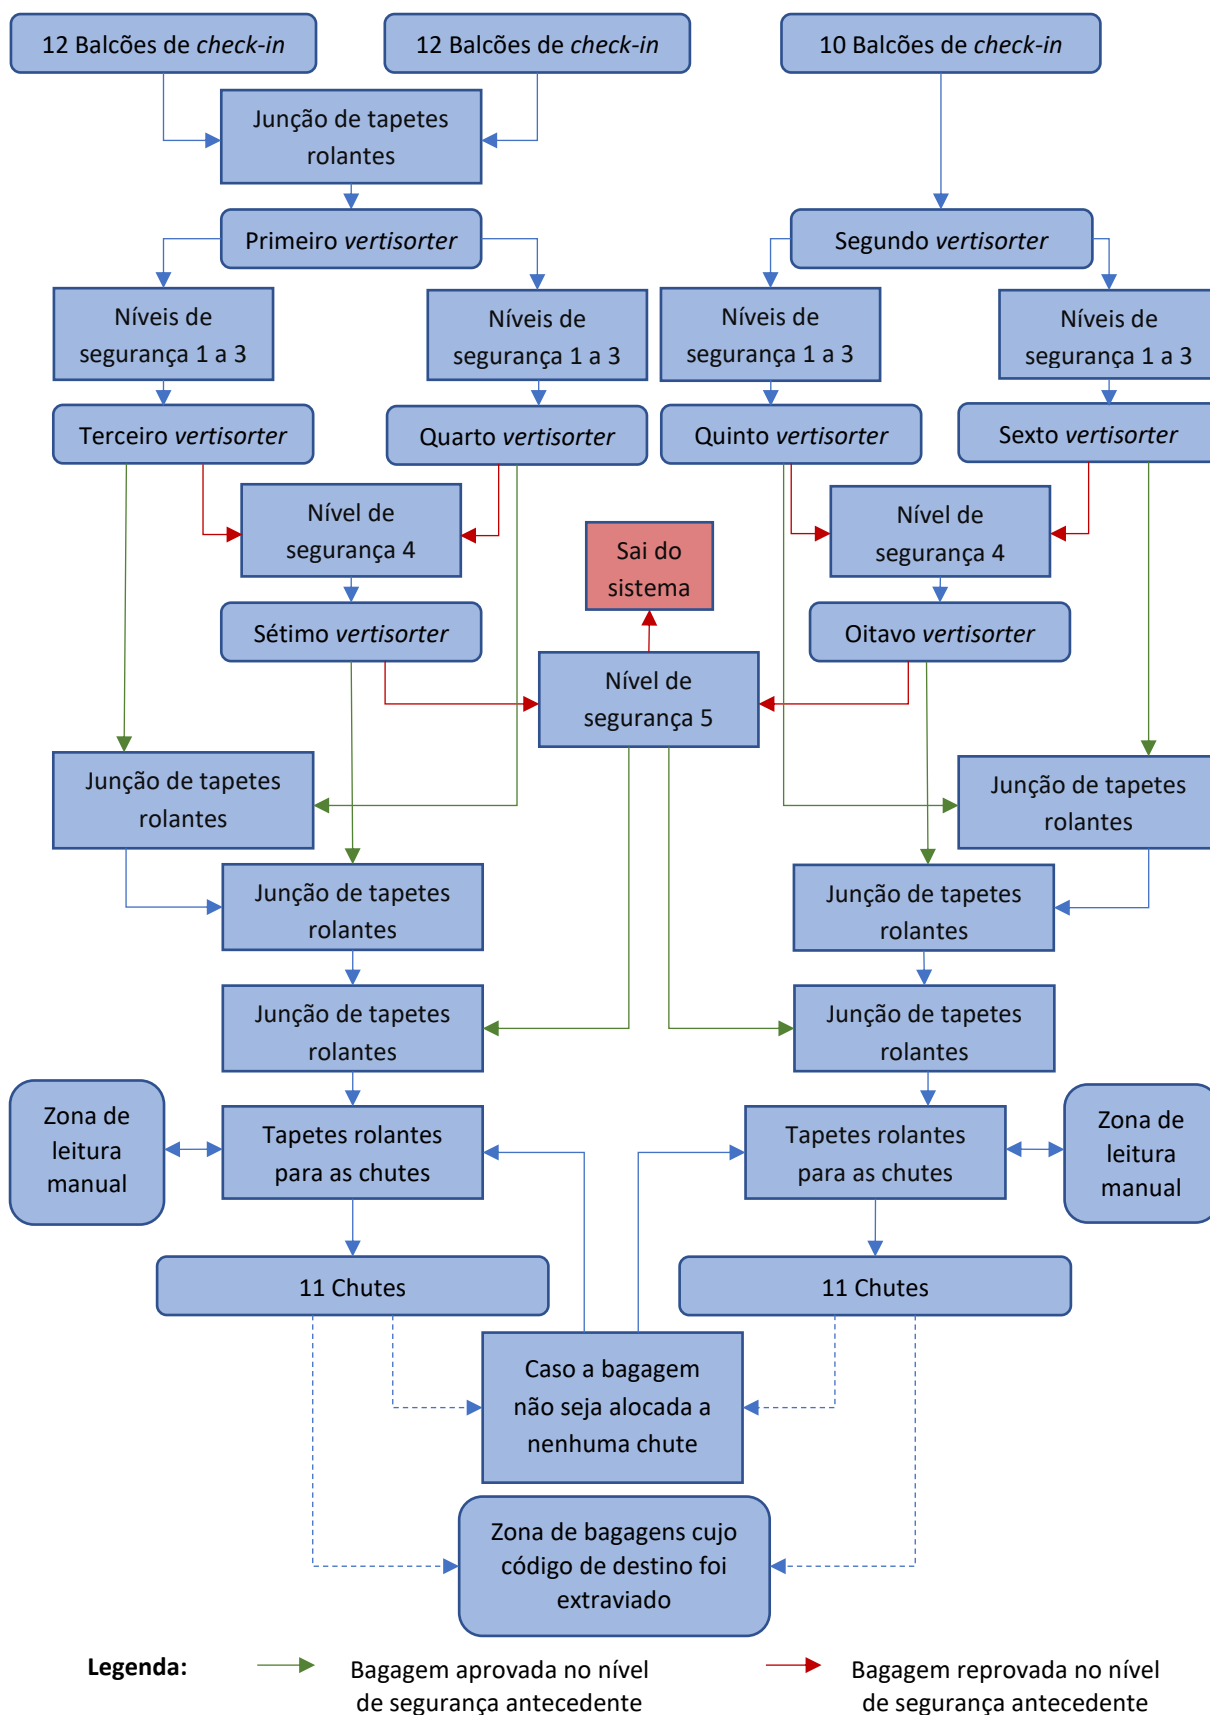 12 Balcões de check-in
12 Balcões de check-in
10 Balcões de check-in
Junção de tapetes
rolantes
Primeiro vertisorter
Segundo vertisorter
Níveis de
segurança 1 a 3
Níveis de
segurança 1 a 3
Níveis de
segurança 1 a 3
Níveis de
segurança 1 a 3
Terceiro vertisorter
Quarto vertisorter
Quinto vertisorter
Sexto vertisorter
Nível de
segurança 4
Sai do
sistema
Nível de
segurança 4
Sétimo vertisorter
Oitavo vertisorter
Nível de
segurança 5
Junção de tapetes
rolantes
Junção de tapetes
rolantes
Junção de tapetes
rolantes
Junção de tapetes
rolantes
Junção de tapetes
rolantes
Junção de tapetes
rolantes
Zona de
leitura
manual
Tapetes rolantes
para as chutes
Tapetes rolantes
para as chutes
Zona de
leitura
manual
11 Chutes
11 Chutes
Caso a bagagem
não seja alocada a
nenhuma chute
Zona de bagagens cujo
código de destino foi
extraviado
Legenda:
Bagagem aprovada no nível
de segurança antecedente
Bagagem reprovada no nível
de segurança antecedente